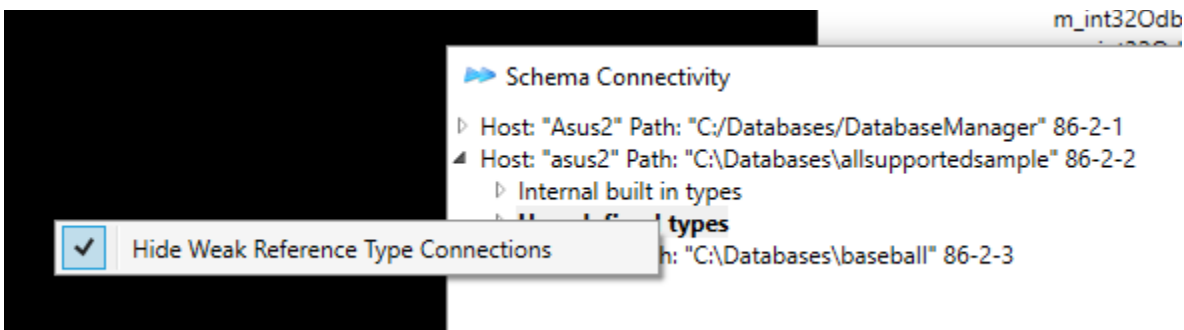 m_int32Odb
Schema Connectivity
Host: "Asus2" Path: "C:/Databases/DatabaseManager" 86-2-1
Host: "asus2" Path: "C:\Databases\allsupportedsample" 86-2-2
Internal built in types
types
Hide Weak Reference Type Connections
h: "C:\Databases\baseball" 86-2-3